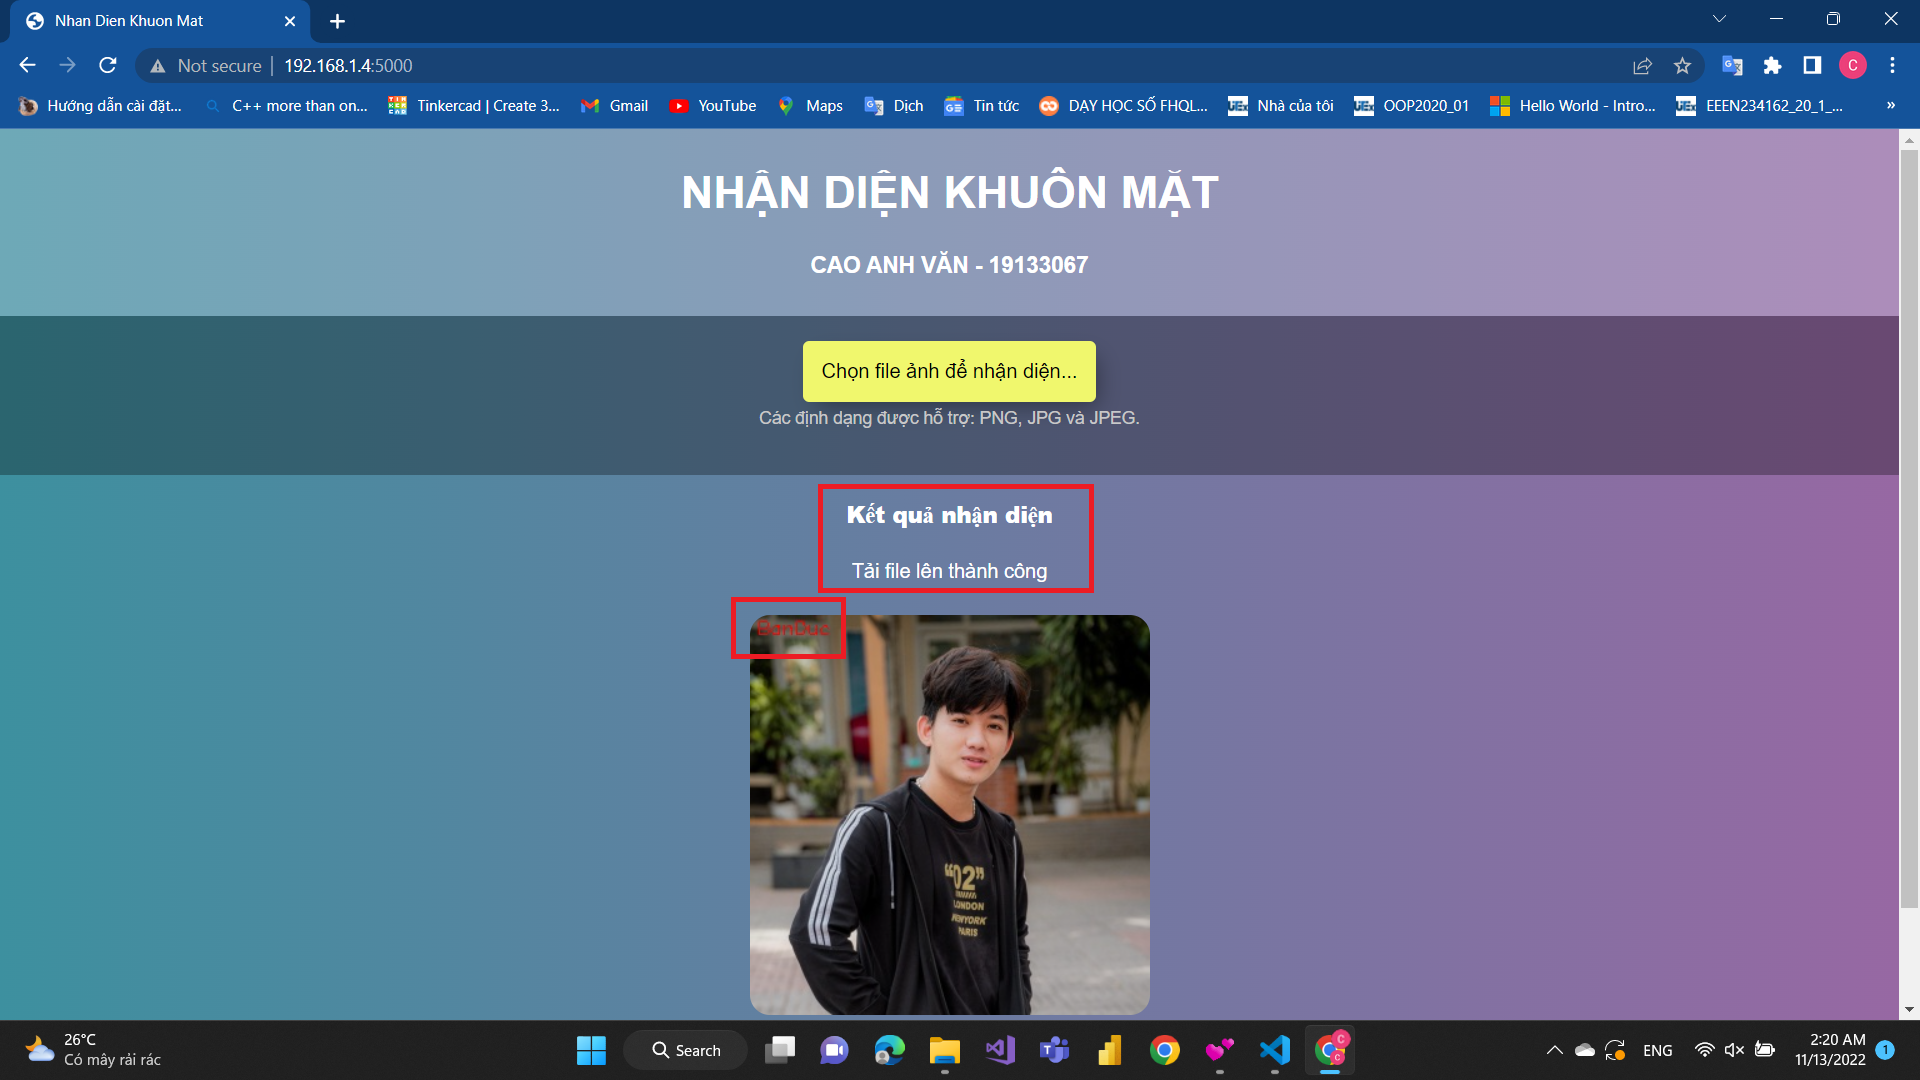 Nhan Dien Khuon Mat
Not secure
192.168.1.4:5000
C
Hướng dẫn cài đặt...
C++ more than on...
Tinkercad | Create 3...
Gmail
YouTube
Maps
Dịch
Tin tức
DẠY HỌC SỐ FHQL...
Nhà của tôi
OOP2020_01
Hello World - Intro...
EEEN234162_20_1_...
NHẬN DIỆN KHUÔN MẶT
CAO ANH VĂN - 19133067
Chọn file ảnh để nhận diện...
Các định dạng được hỗ trợ: PNG, JPG và JPEG.
Kết quả nhận diện
Tải file lên thành công
BanDuc
“02”
LONDON
NEWYORK
PARIS
26°C
Có mây rải rác
Search
ENG
2:20 AM
11/13/2022
1